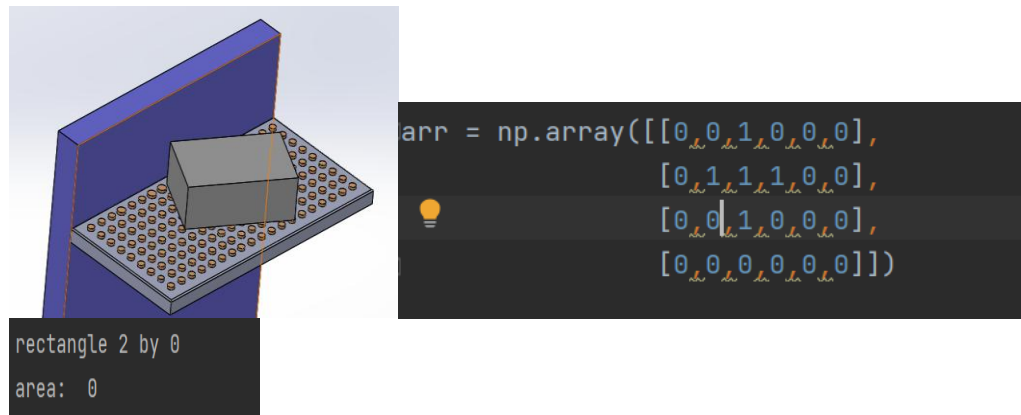 arr = np.array([[0,0,1,0,0,0],
[0,1,1,1,0,0],
[0,0,1,0,0,0],
[0,0,0,0,0,0]])
rectangle 2 by 0
area: 0